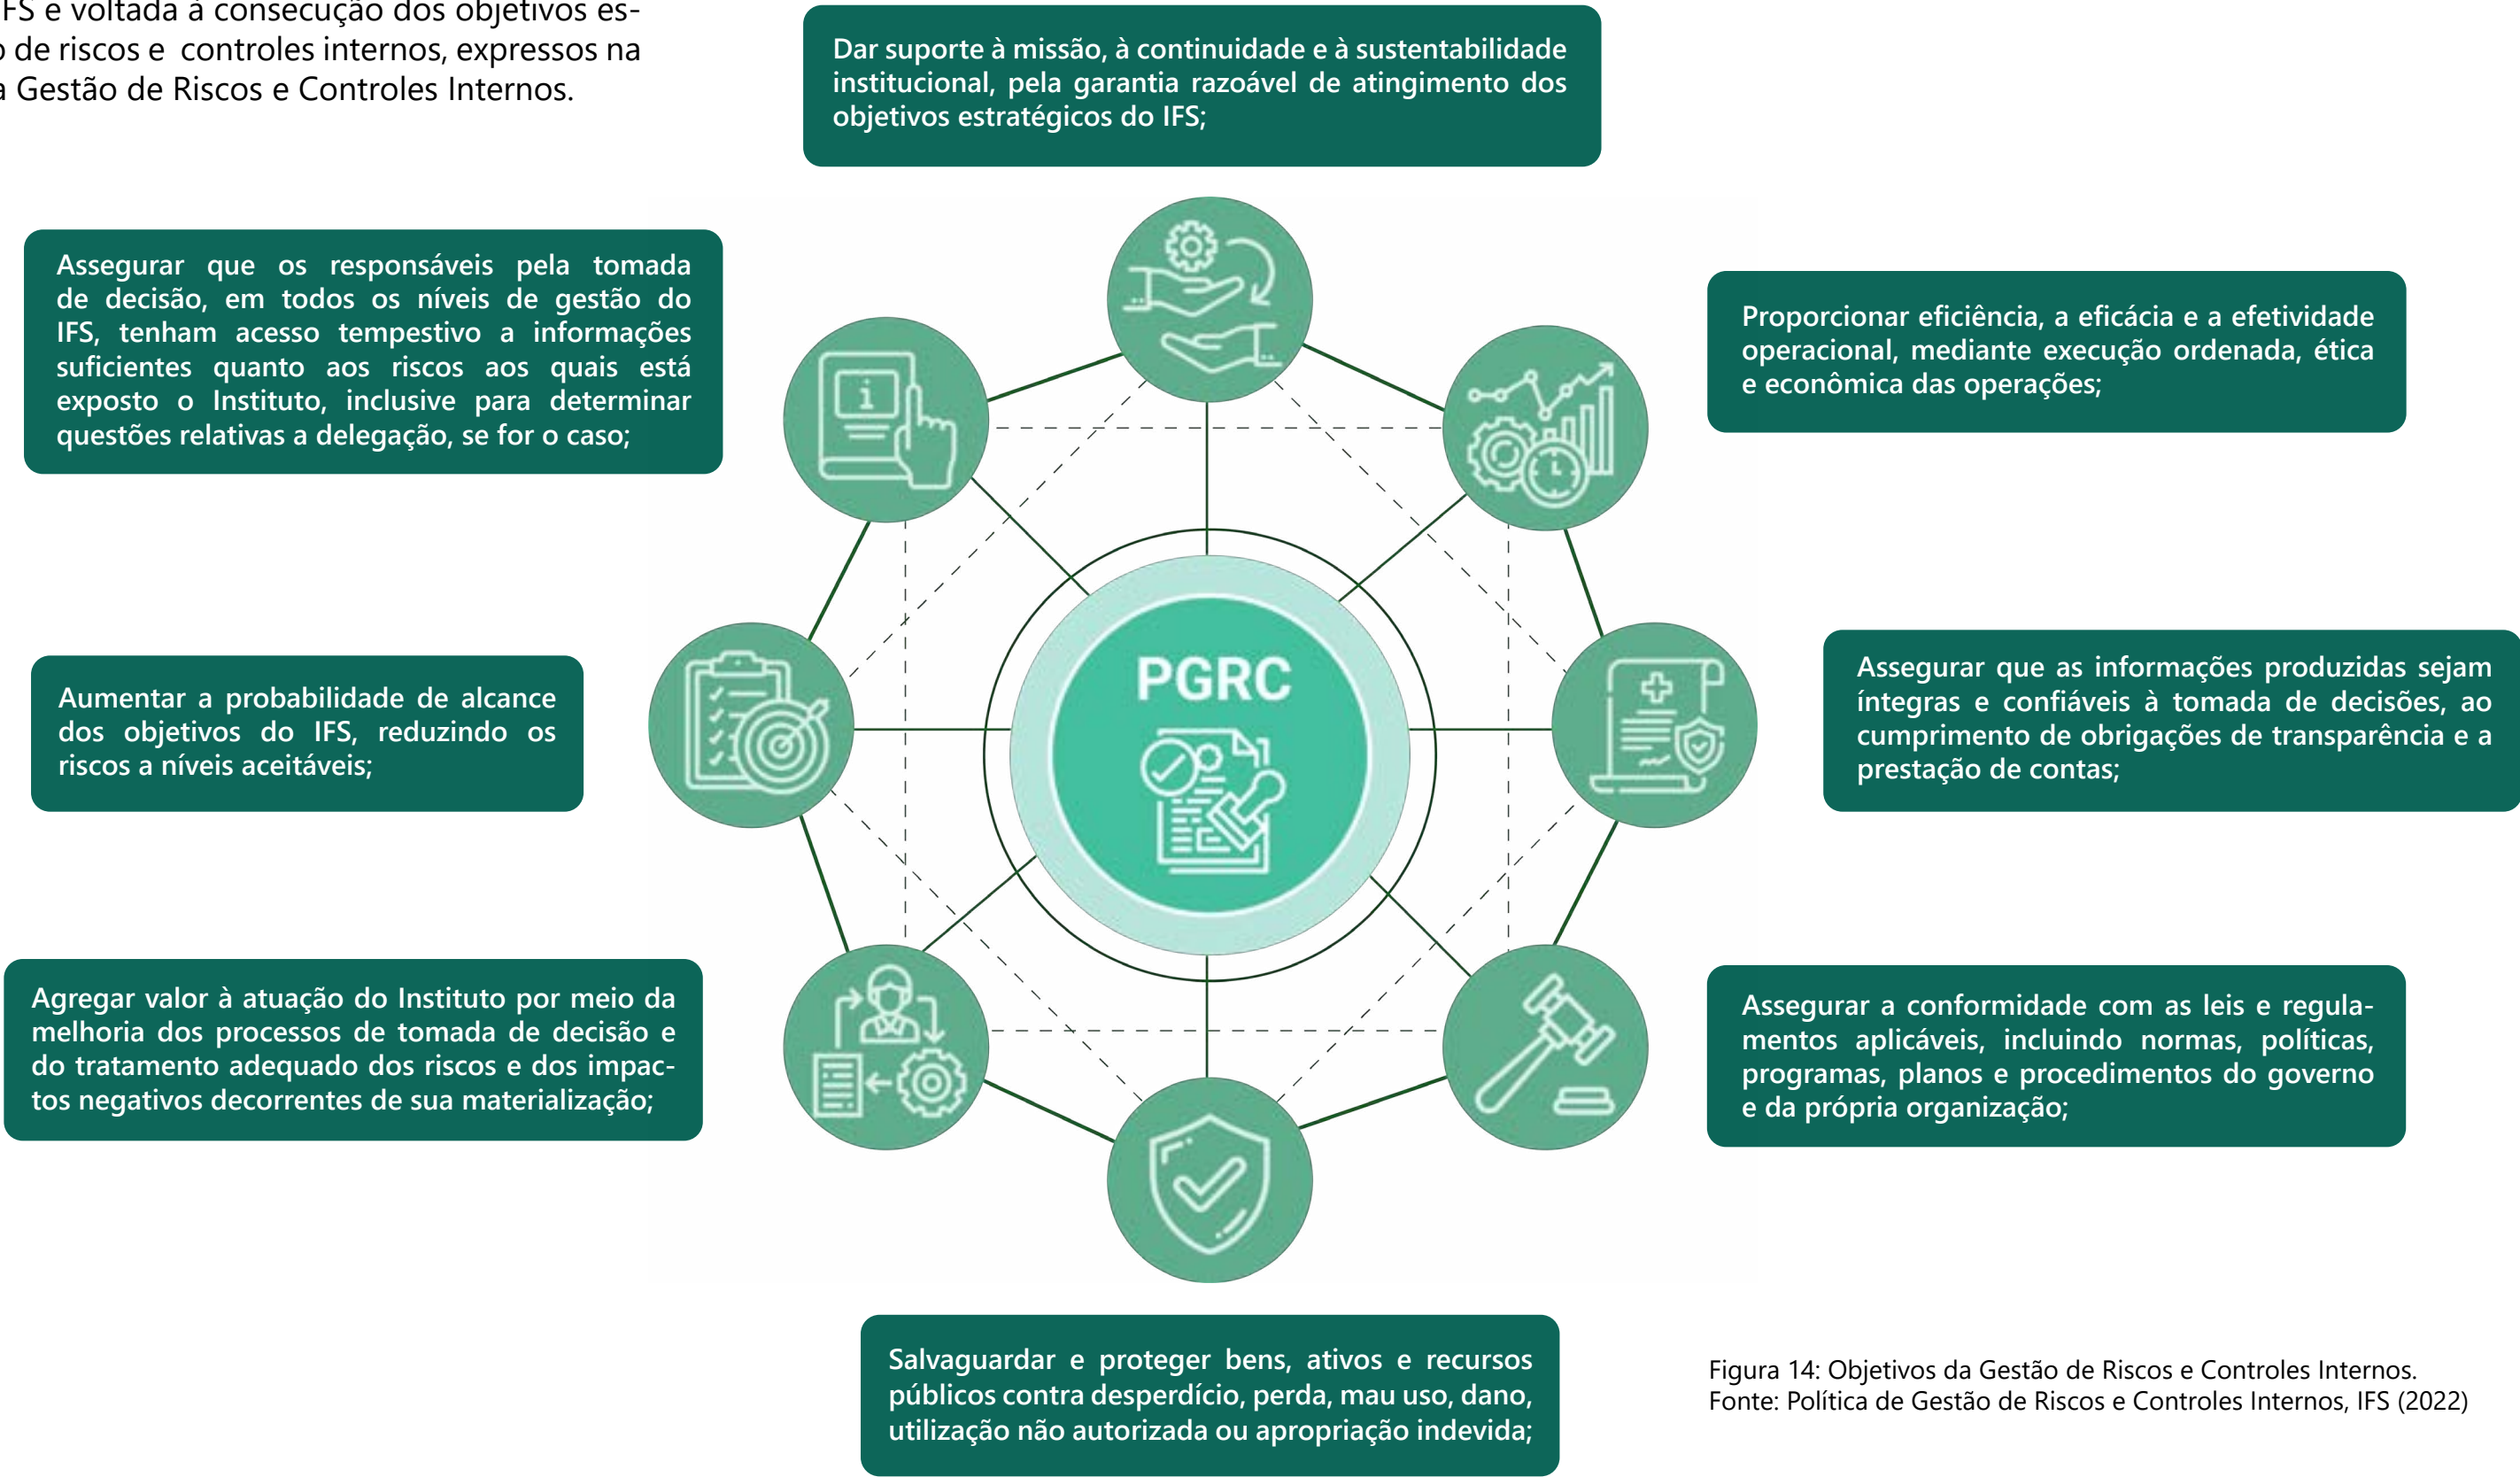 FS e voltada à consecução dos objetivos es-
de riscos e controles internos, expressos na
Gestão de Riscos e Controles Internos.
Dar suporte à missão, à continuidade e à sustentabilidade
institucional, pela garantia razoável de atingimento dos
objetivos estratégicos do IFS;
Assegurar que os responsáveis pela tomada
de decisão, em todos os níveis de gestão do
IFS, tenham acesso tempestivo a informações
suficientes quanto aos riscos aos quais está
exposto o Instituto, inclusive para determinar
questões relativas a delegação, se for o caso;
Proporcionar eficiência, a eficácia e a efetividade
operacional, mediante execução ordenada, ética
e econômica das operações;
PGRC
Aumentar a probabilidade de alcance
dos objetivos do IFS, reduzindo os
riscos a níveis aceitáveis;
Assegurar que as informações produzidas sejam
íntegras e confiáveis à tomada de decisões, ao
cumprimento de obrigações de transparência e a
prestação de contas;
Agregar valor à atuação do Instituto por meio da
melhoria dos processos de tomada de decisão e
do tratamento adequado dos riscos e dos impac-
tos negativos decorrentes de sua materialização;
Assegurar a conformidade com as leis e regula-
mentos aplicáveis, incluindo normas, políticas,
programas, planos e procedimentos do governo
e da própria organização;
Salvaguardar e proteger bens, ativos e recursos
públicos contra desperdício, perda, mau uso, dano,
utilização não autorizada ou apropriação indevida;
Figura 14: Objetivos da Gestão de Riscos e Controles Internos.
Fonte: Política de Gestão de Riscos e Controles Internos, IFS (2022)